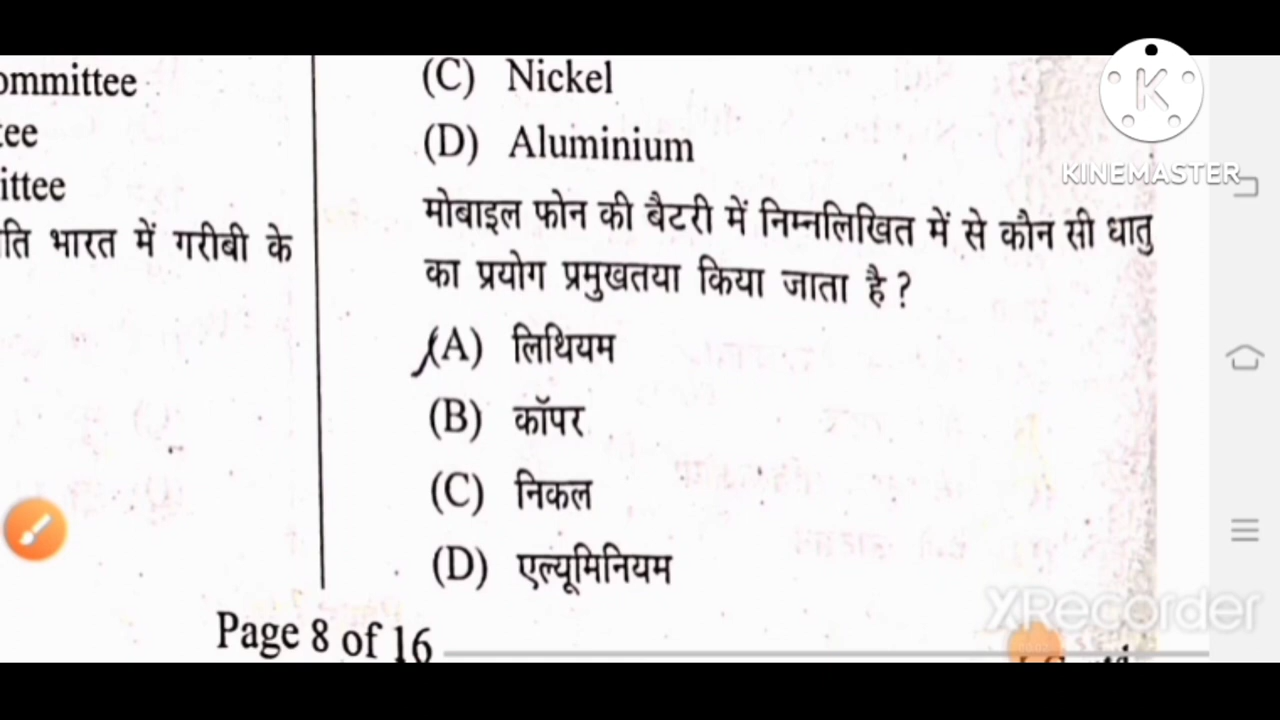 ommittee
ee
ittee
ति भारत में गरीबी के
(C) Nickel
(D) Aluminium
मोबाइल फोन की बैटरी में निम्नलिखित में से कौन सी धातु
का प्रयोग प्रमुखतया किया जाता है ?
(A) लिथियम
(B) कॉपर
(C) निकल
(D) एल्यूमिनियम
Page 8 of 16
K
KINEMASTER
XRecorder